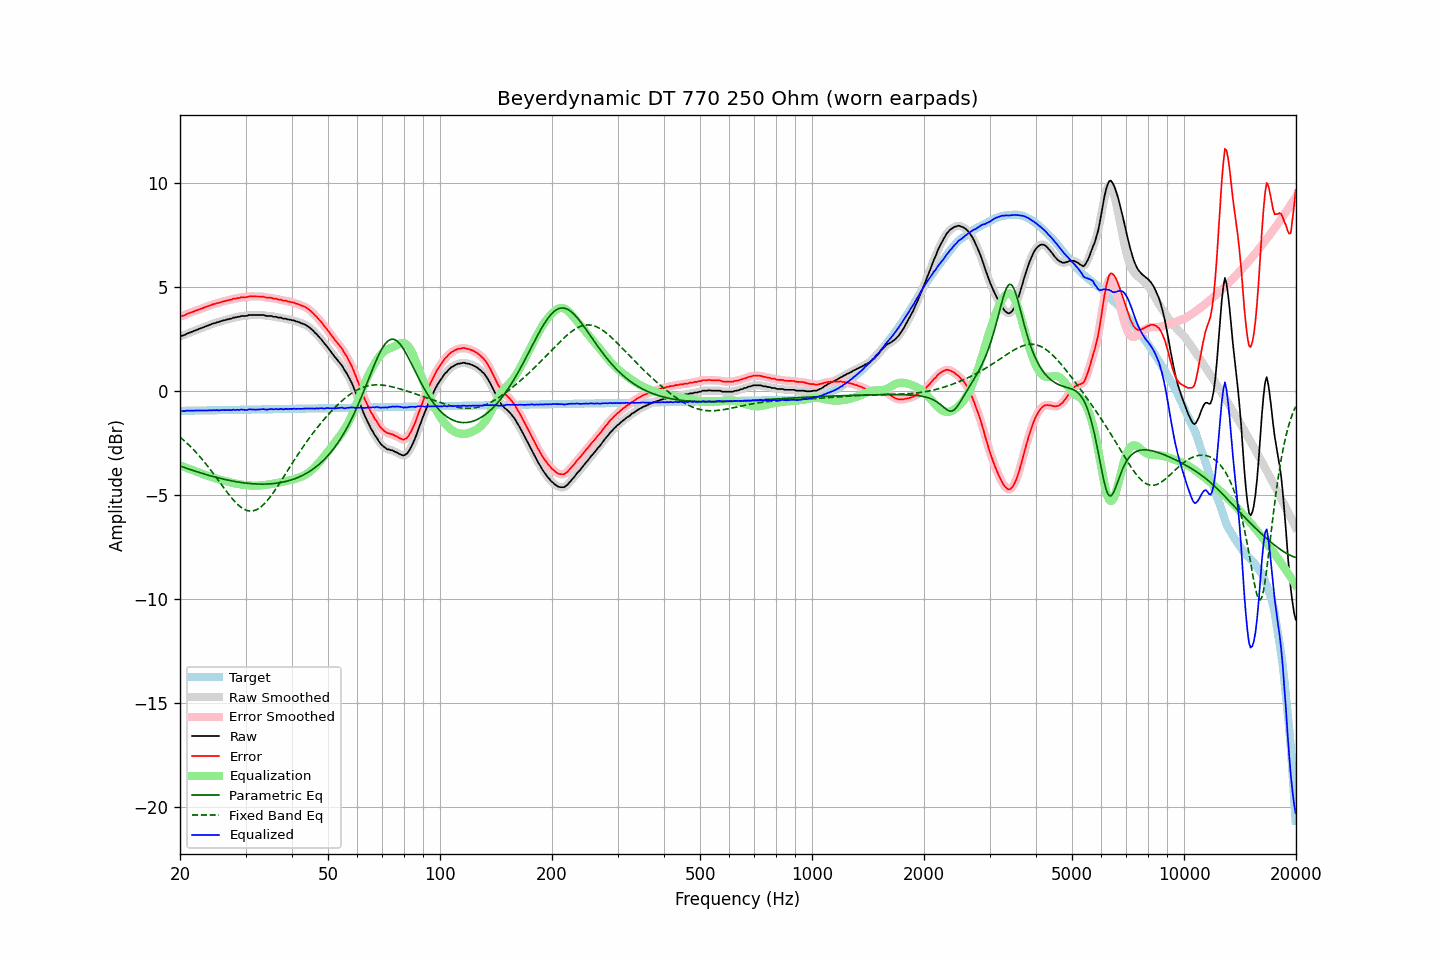 Beyerdynamic DT 770 250 Ohm (worn earpads)
Amplitude (dBr)
10
5
0
−5
−10
−15
−20
Target
Raw Smoothed
Error Smoothed
Raw
Error
Equalization
Parametric Eq
Fixed Band Eq
Equalized
20 50 100 200 500 1000 2000 5000 10000 20000
Frequency (Hz)